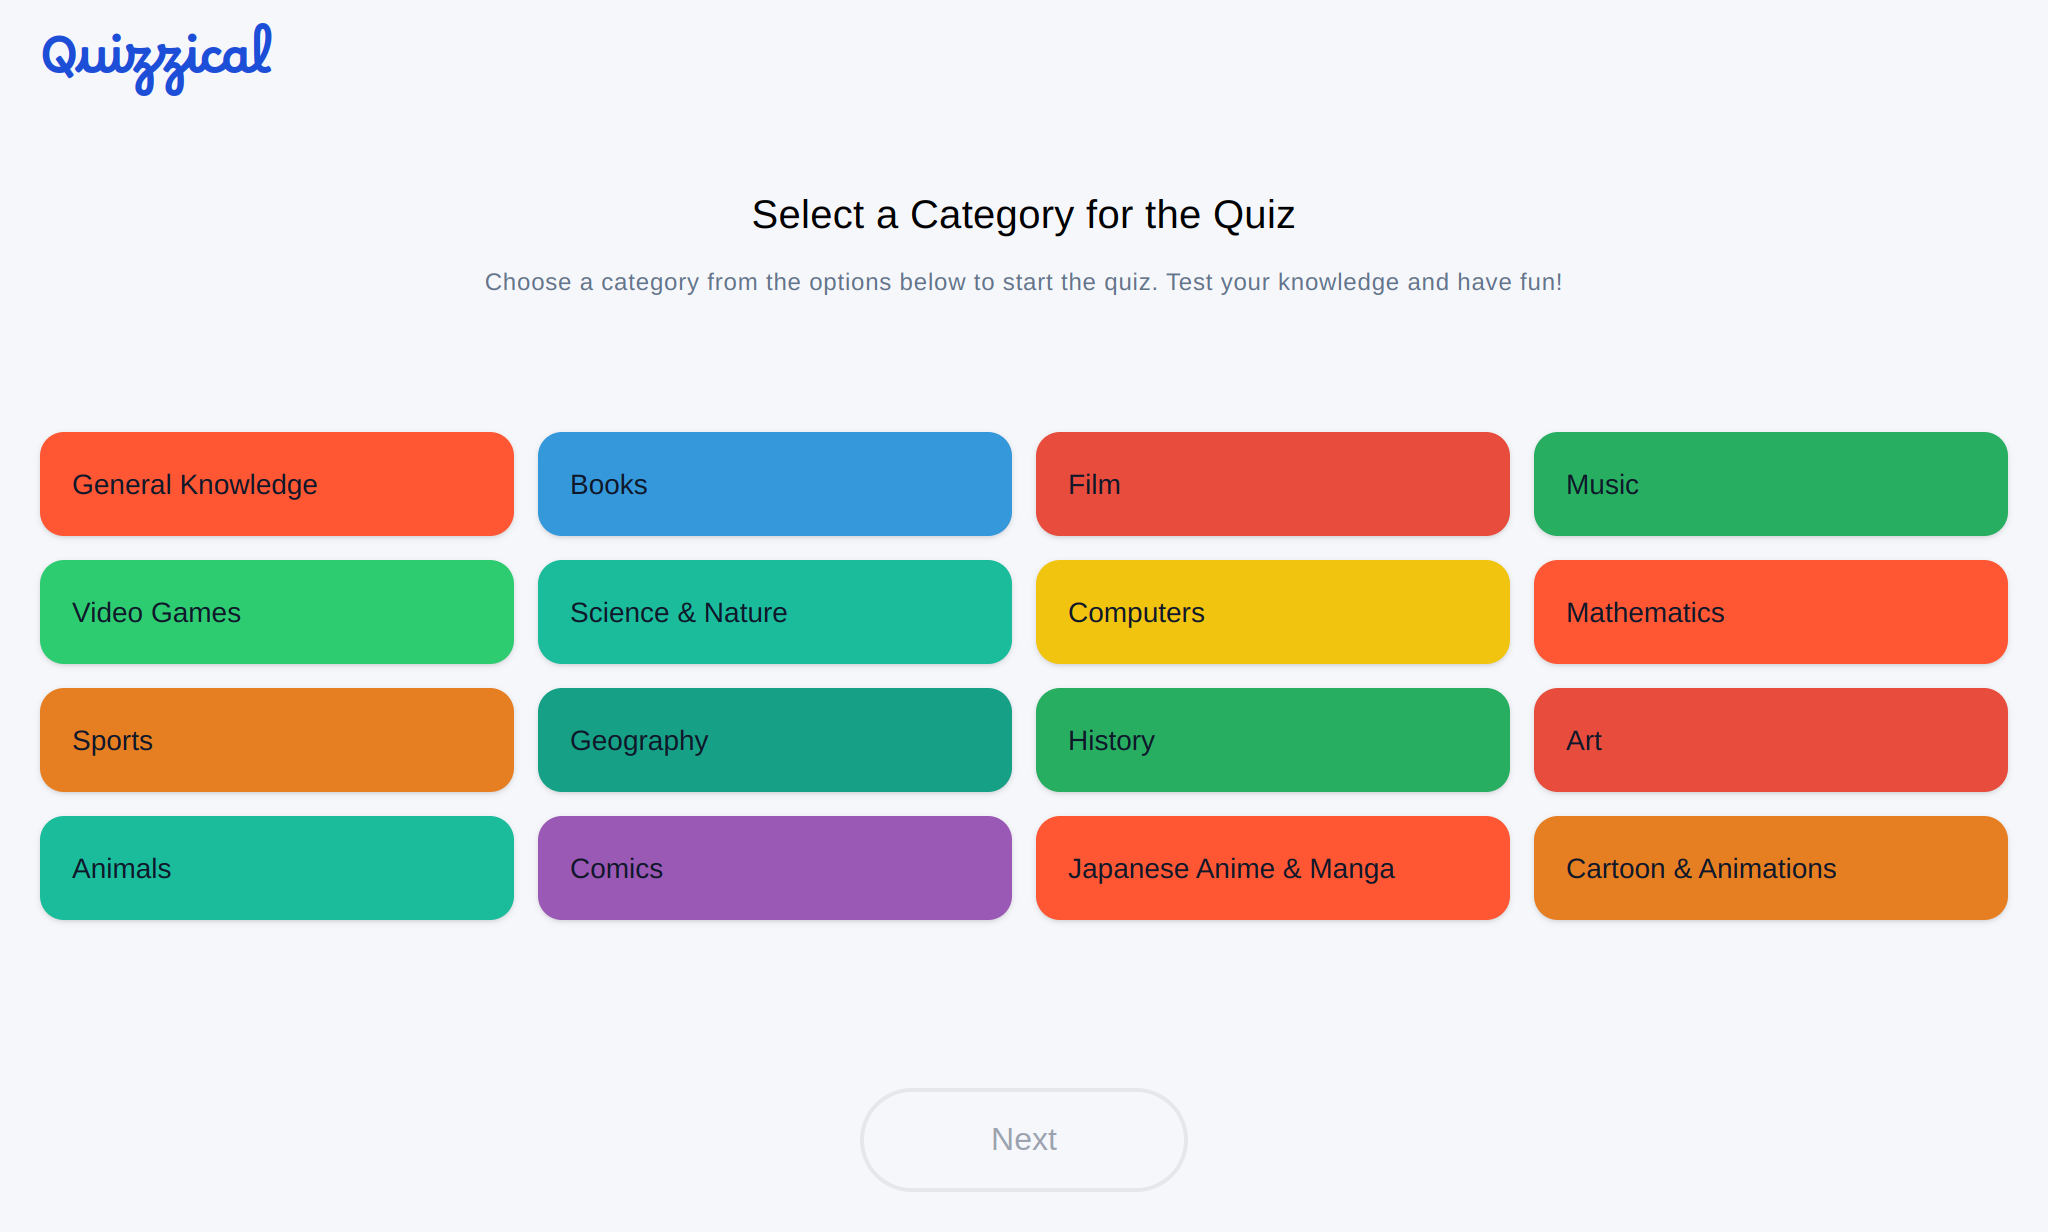 Quizzical
Select a Category for the Quiz
Choose a category from the options below to start the quiz. Test your knowledge and have fun!
General Knowledge
Books
Film
Music
Video Games
Science & Nature
Computers
Mathematics
Sports
Geography
History
Art
Animals
Comics
Japanese Anime & Manga
Cartoon & Animations
Next